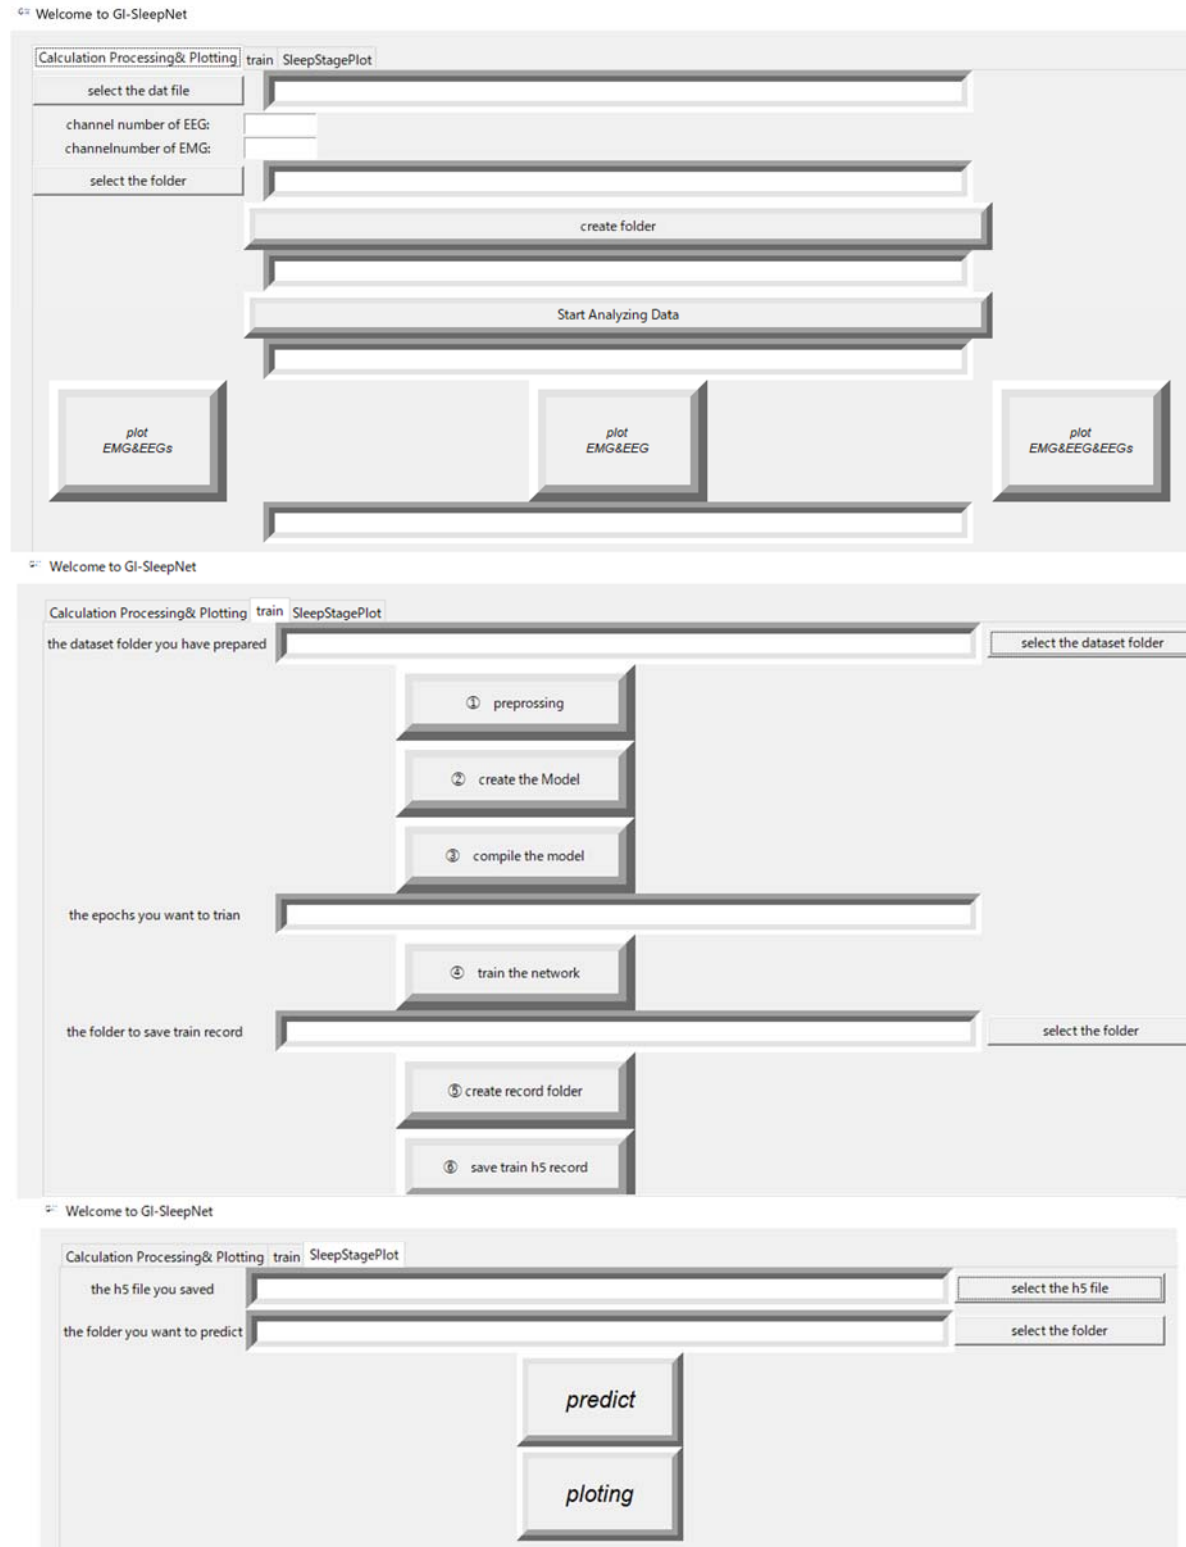 Welcome to GI-SleepNet
Calculation Processing& Plotting train SleepStagePlot
select the dat file
channel number of EEG:
channelnumber of EMG:
select the folder
create folder
Start Analyzing Data
plot
EMG&EEGs
plot
EMG&EEG
plot
EMG&EEG&EEGs
Welcome to GI-SleepNet
Calculation Processing& Plotting train SleepStagePlot
the dataset folder you have prepared select the dataset folder
① preprossing
② create the Model
③ compile the model
the epochs you want to trian
④ train the network
the folder to save train record select the folder
⑤ create record folder
⑥ save train h5 record
Welcome to GI-SleepNet
Calculation Processing& Plotting train SleepStagePlot
the h5 file you saved select the h5 file
the folder you want to predict select the folder
predict
ploting